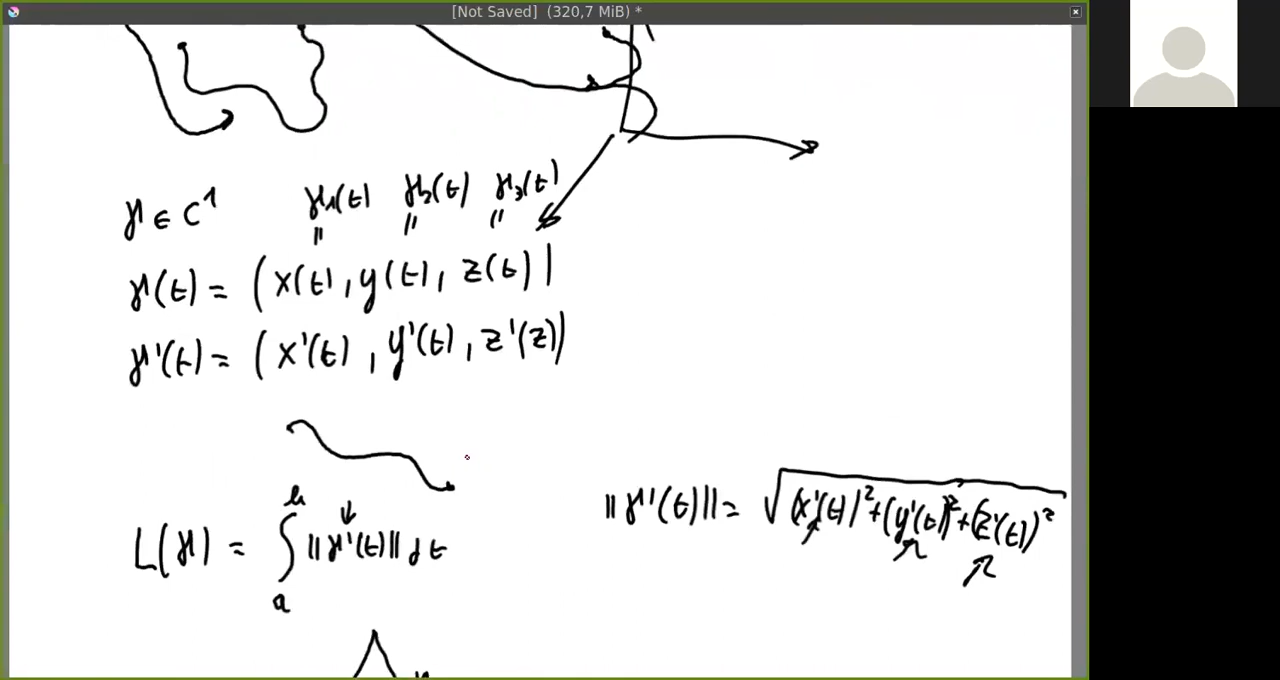 [Not Saved] (320,7 MiB) *
γ ∈ C¹
γ₁(t) γ₂(t) γ₃(t)
" " "
γ(t) = (x(t), y(t), z(t))
γ'(t) = (x'(t), y'(t), z'(z))
L(γ) = ∫ₐᵇ ||γ'(t)|| dt
||γ'(t)|| = √(x'(t))²+(y'(t))²+(z'(t))²